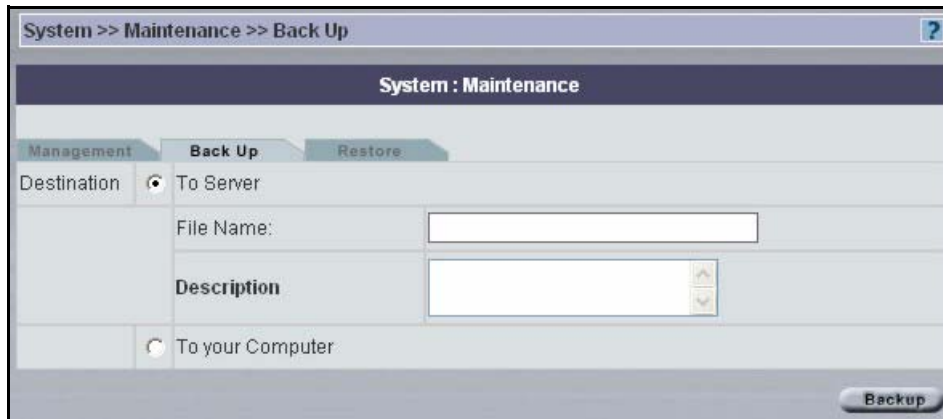 System >> Maintenance >> Back Up ?
System : Maintenance
Management Back Up Restore
Destination To Server
File Name:
Description
To your Computer
Backup